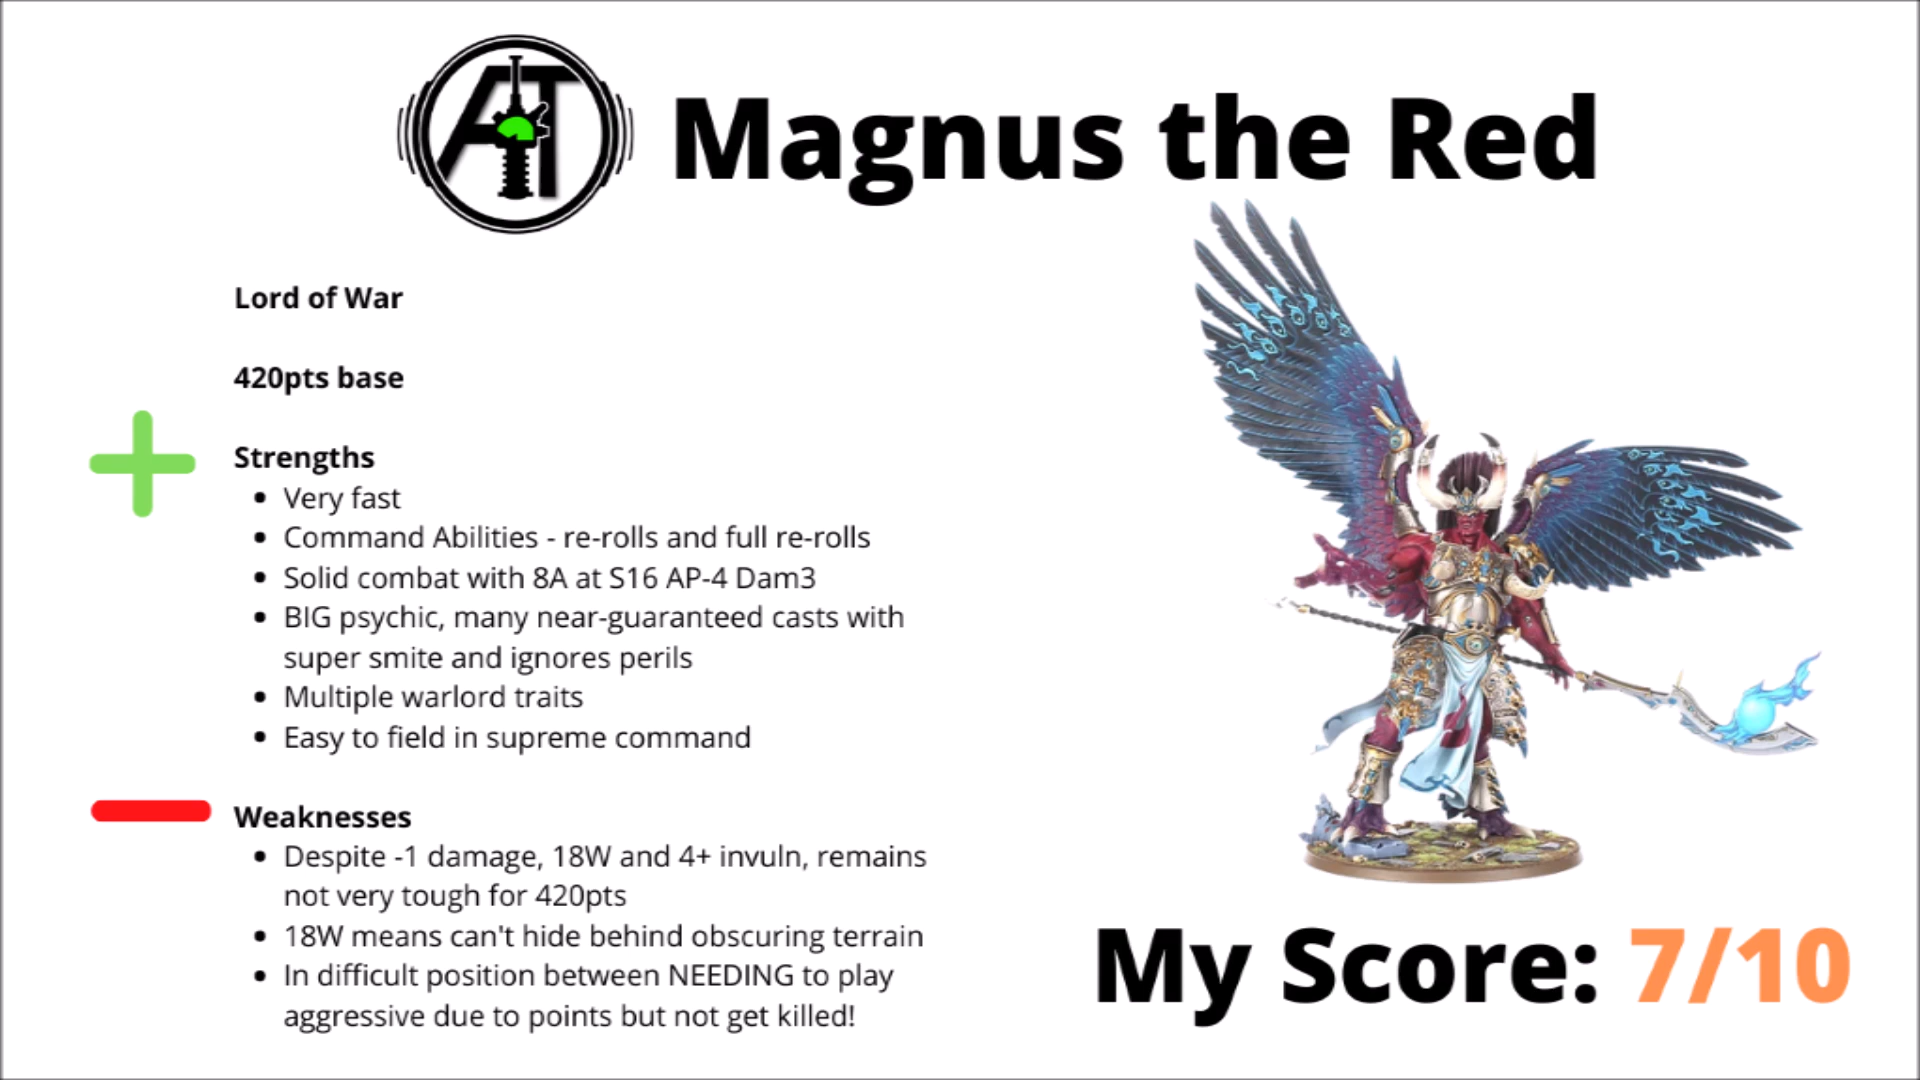 AT
Magnus the Red
Lord of War
420pts base
Strengths
• Very fast
• Command Abilities - re-rolls and full re-rolls
• Solid combat with 8A at S16 AP-4 Dam3
• BIG psychic, many near-guaranteed casts with
super smite and ignores perils
• Multiple warlord traits
• Easy to field in supreme command
Weaknesses
• Despite -1 damage, 18W and 4+ invuln, remains
not very tough for 420pts
• 18W means can't hide behind obscuring terrain
• In difficult position between NEEDING to play
aggressive due to points but not get killed!
My Score: 7/10